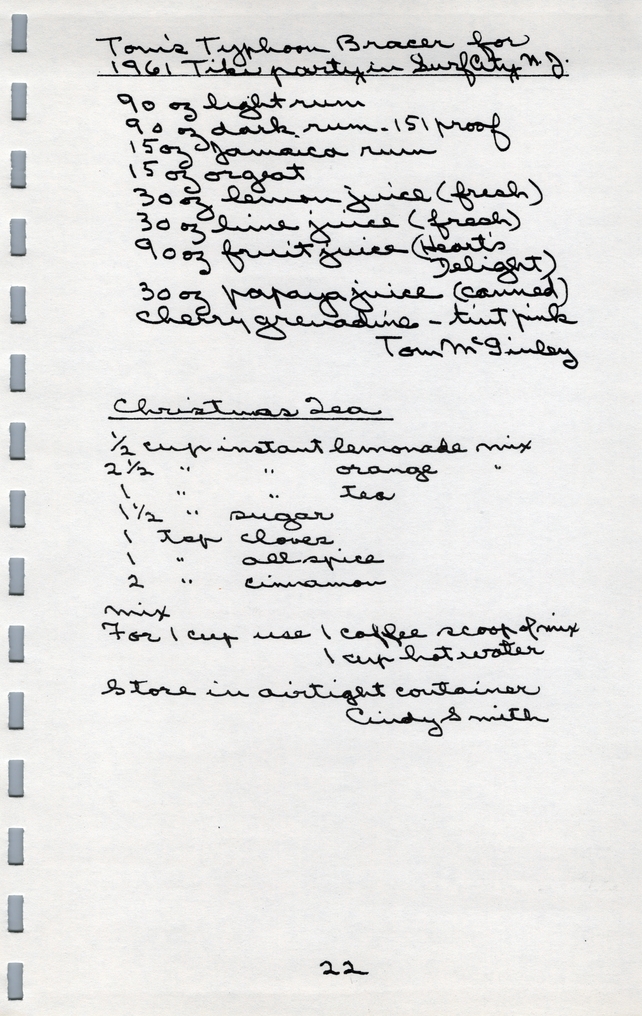 Tom's Typhoon Bracer for
1961 Tiki party in Surf City N.J.
90 oz light rum
90 oz dark rum - 151 proof
15 oz Jamaica rum
15 oz orgeat
30 oz lemon juice (fresh)
30 oz lime juice (fresh)
90 oz fruit juice (Heart's
Delight)
30 oz papaya juice (canned)
cherry grenadine - tint pink
Tom McGinley
Christmas Tea
1/2 cup instant lemonade mix
2 1/2 " " orange "
1 " " tea
1 1/2 " sugar
1 tsp cloves
1 " allspice
2 " cinnamon
mix
For 1 cup use 1 coffee scoop of mix
1 cup hot water
Store in airtight container
Cindy Smith
22